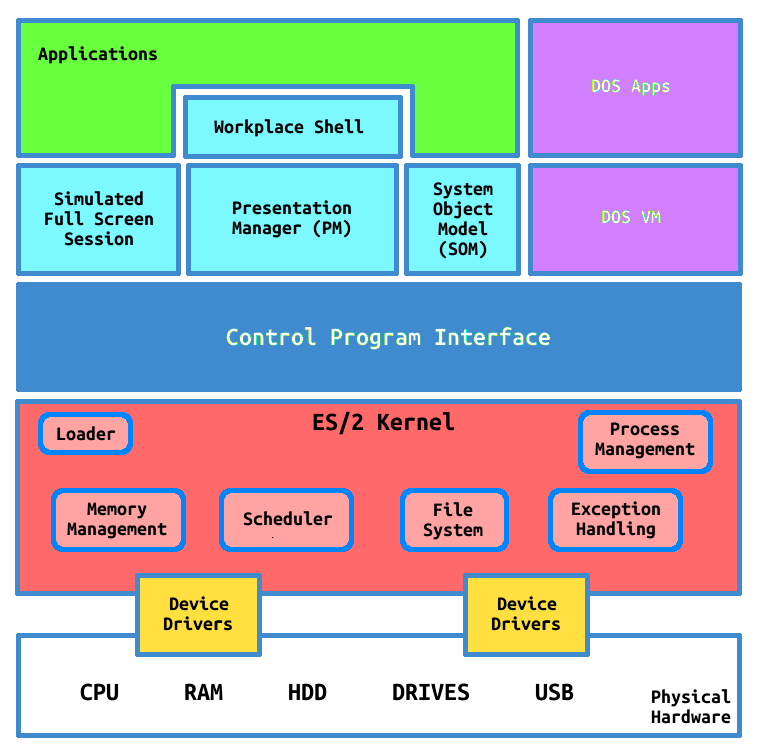 Applications
DOS Apps
Workplace Shell
Simulated
Full Screen
Session
Presentation
Manager (PM)
System
Object
Model
(SOM)
DOS VM
Control Program Interface
ES/2 Kernel
Loader
Process
Management
Memory
Management
Scheduler
File
System
Exception
Handling
Device
Drivers
Device
Drivers
CPU
RAM
HDD
DRIVES
USB
Physical
Hardware